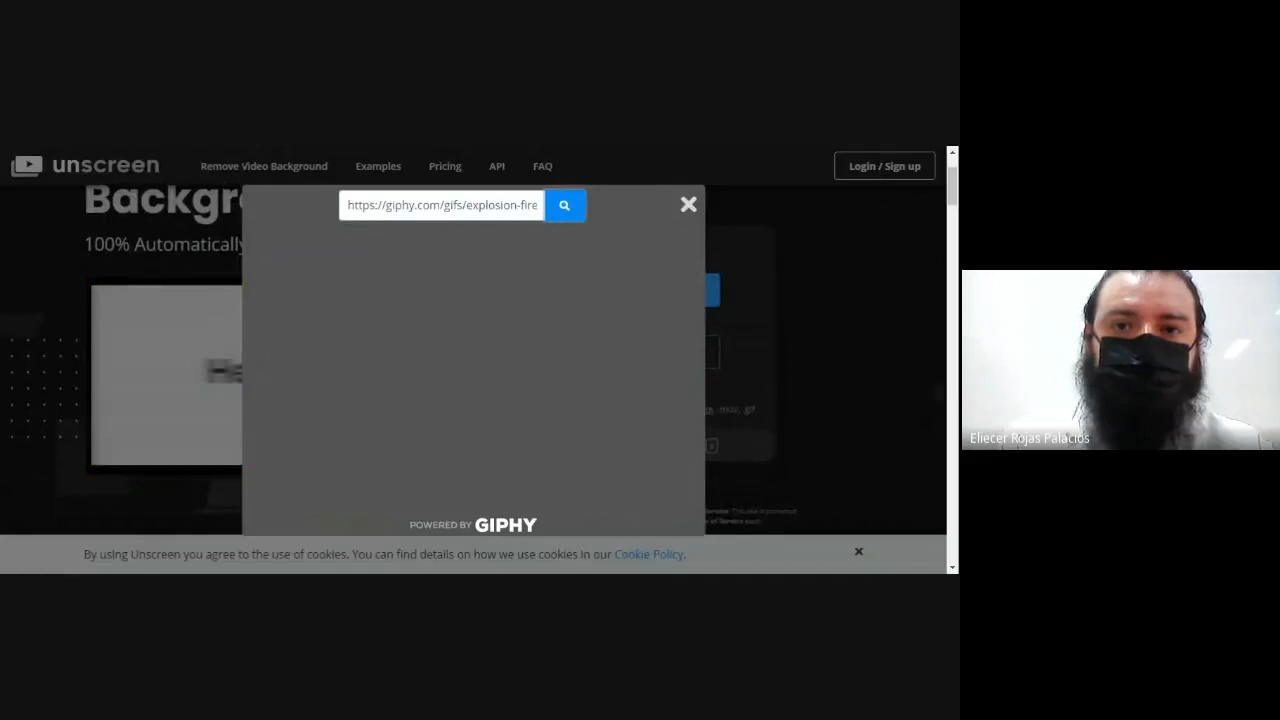 unscreen
Remove Video Background
Examples
Pricing
API
FAQ
Login / Sign up
https://giphy.com/gifs/explosion-fire
100% Automatically
POWERED BY GIPHY
By using Unscreen you agree to the use of cookies. You can find details on how we use cookies in our Cookie Policy.
Eliecer Rojas Palacios